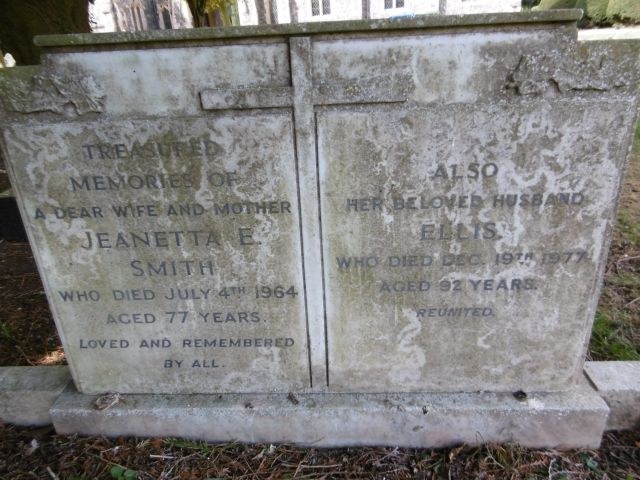 TREASURED
MEMORIES OF
A DEAR WIFE AND MOTHER
JEANETTA E.
SMITH
WHO DIED JULY 4TH 1964
AGED 77 YEARS.
LOVED AND REMEMBERED
BY ALL.
ALSO
HER BELOVED HUSBAND
ELLIS
WHO DIED DEC. 19TH 1977
AGED 92 YEARS.
REUNITED.